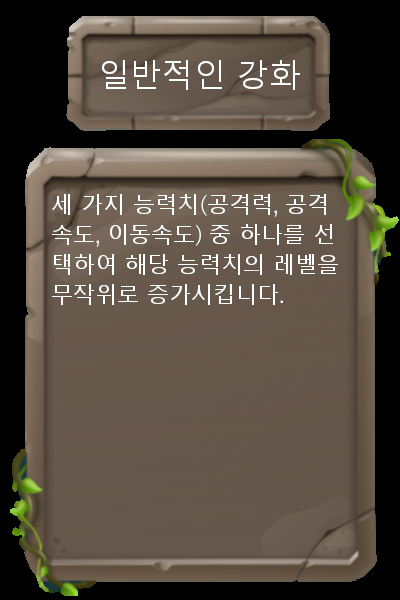 일반적인 강화
세 가지 능력치(공격력, 공격
속도, 이동속도) 중 하나를 선
택하여 해당 능력치의 레벨을
무작위로 증가시킵니다.